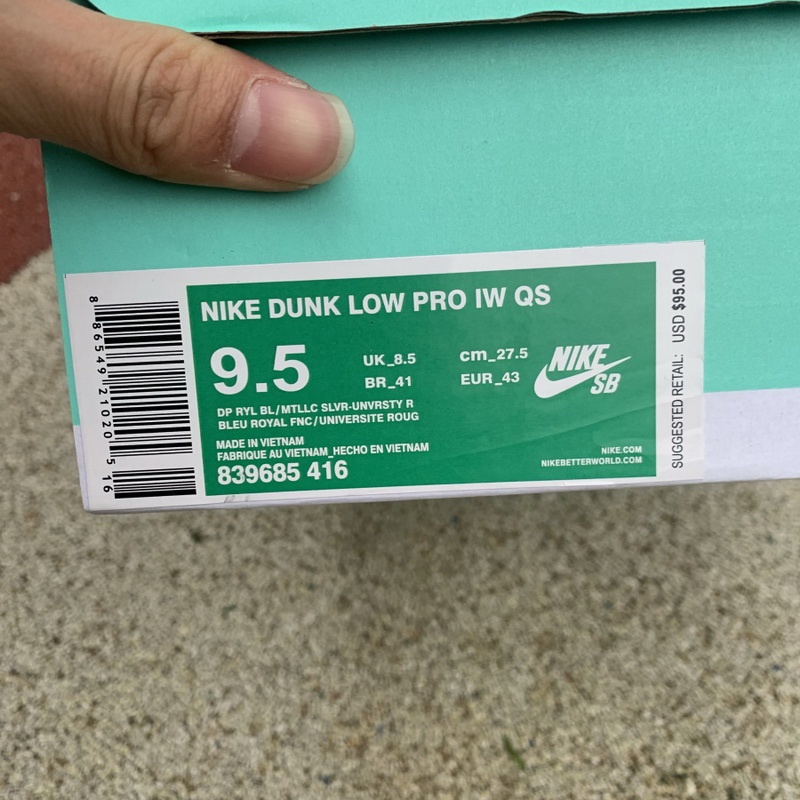 NIKE DUNK LOW PRO IW QS
9.5
UK_8.5
cm_27.5
BR_41
EUR_43
NIKE
SB
DP RYL BL/MTLLC SLVR-UNVRSTY R
BLEU ROYAL FNC/UNIVERSITE ROUG
MADE IN VIETNAM
FABRIQUE AU VIETNAM_HECHO EN VIETNAM
839685 416
NIKE.COM
NIKEBETTERWORLD.COM
8 86549 21020 5 16
SUGGESTED RETAIL: USD $95.00